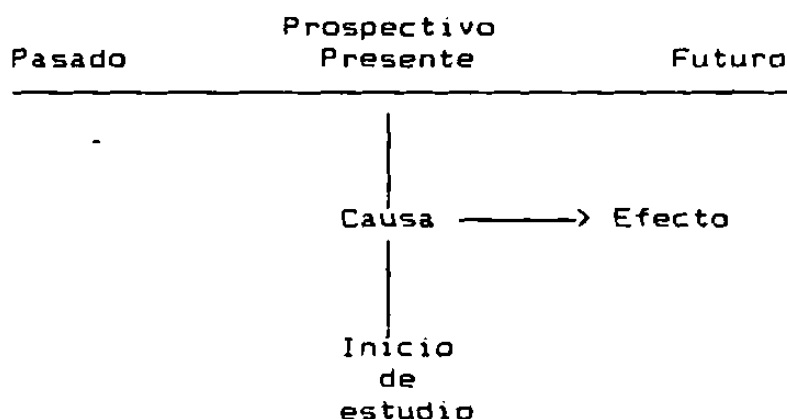 Prospectivo
Pasado Presente Futuro
Causa ———> Efecto
Inicio
de
estudio